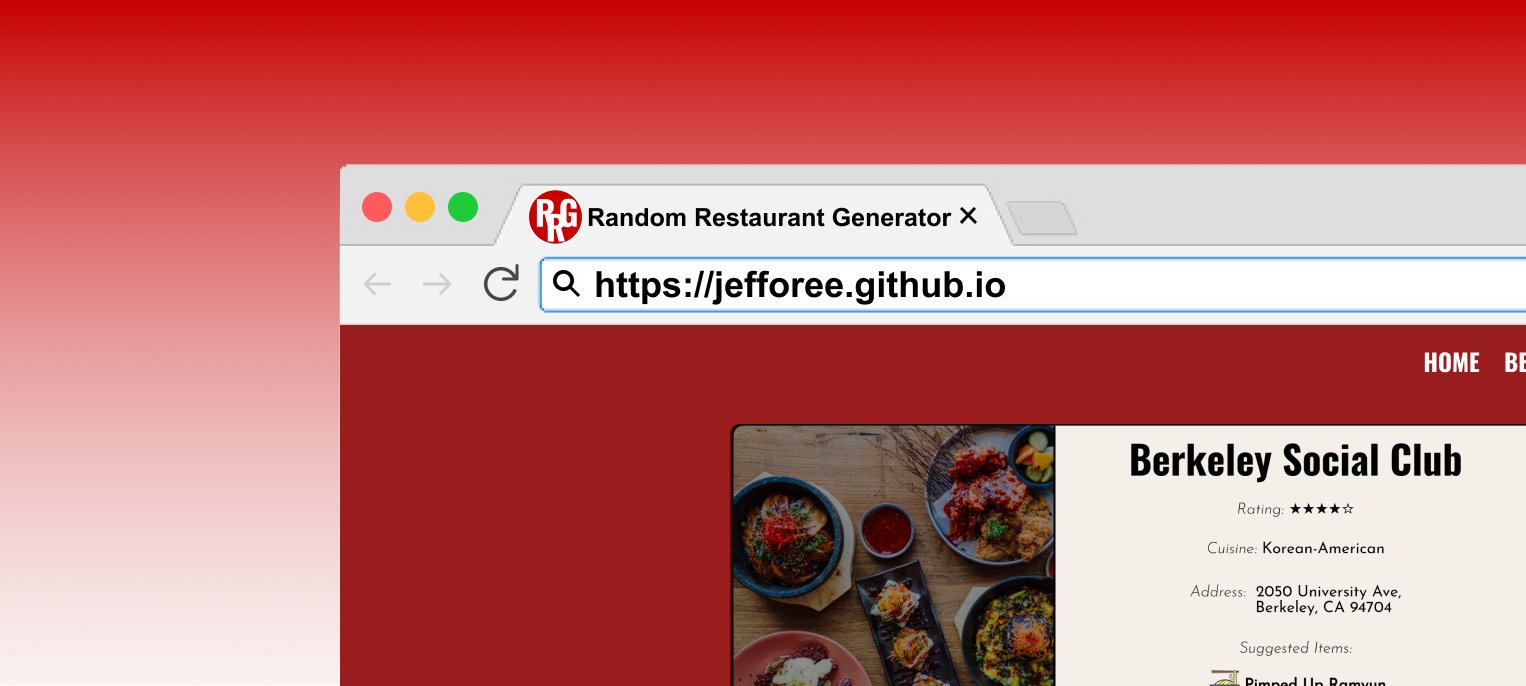 RRG Random Restaurant Generator ×
https://jefforee.github.io
HOME BE
Berkeley Social Club
Rating: ★★★★☆
Cuisine: Korean-American
Address: 2050 University Ave,
Berkeley, CA 94704
Suggested Items:
Pimped Up Ramyun